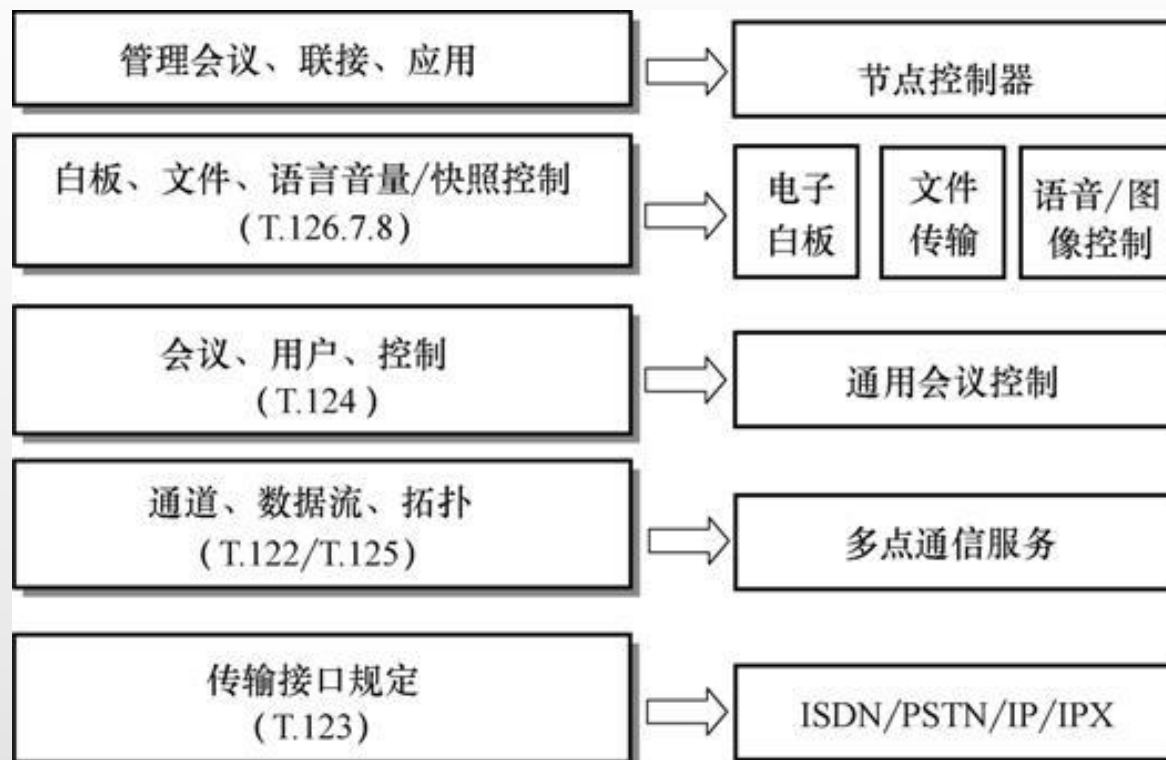 管理会议、联接、应用
节点控制器
白板、文件、语言音量/快照控制
(T.126.7.8)
电子
白板
文件
传输
语音/图
像控制
会议、用户、控制
(T.124)
通用会议控制
通道、数据流、拓扑
(T.122/T.125)
多点通信服务
传输接口规定
(T.123)
ISDN/PSTN/IP/IPX